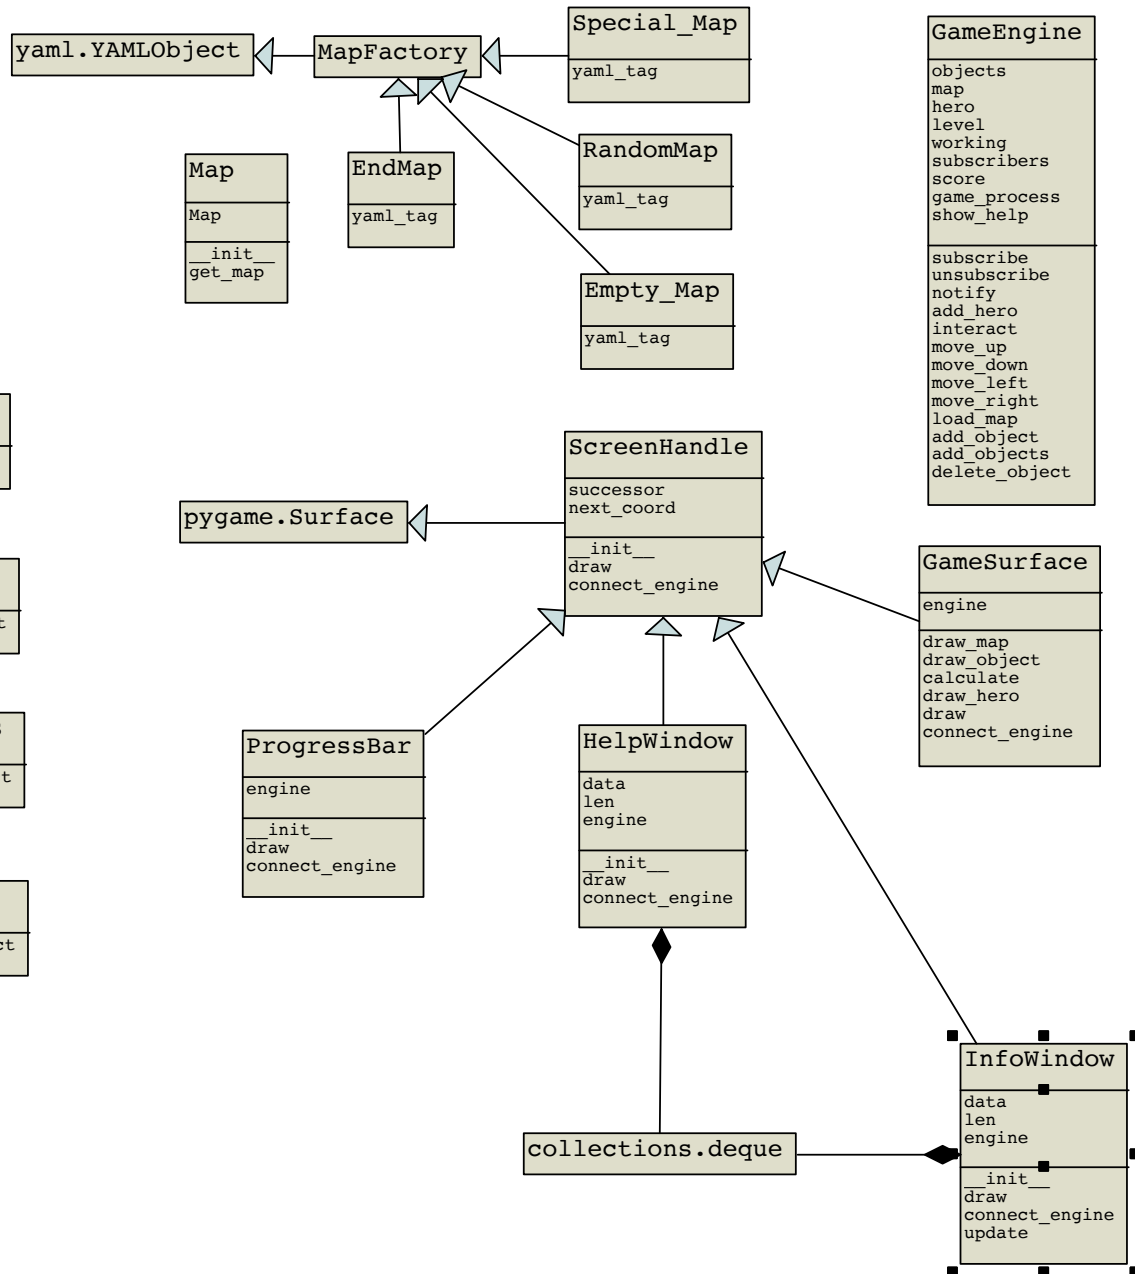 yaml.YAMLObject
MapFactory
Special_Map
yaml_tag
GameEngine
objects
map
hero
level
working
subscribers
score
game_process
show_help
subscribe
unsubscribe
notify
add_hero
interact
move_up
move_down
move_left
move_right
load_map
add_object
add_objects
delete_object
Map
Map
__init__
get_map
EndMap
yaml_tag
RandomMap
yaml_tag
Empty_Map
yaml_tag
ScreenHandle
successor
next_coord
__init__
draw
connect_engine
pygame.Surface
GameSurface
engine
draw_map
draw_object
calculate
draw_hero
draw
connect_engine
ProgressBar
engine
__init__
draw
connect_engine
HelpWindow
data
len
engine
__init__
draw
connect_engine
InfoWindow
data
len
engine
__init__
draw
connect_engine
update
collections.deque